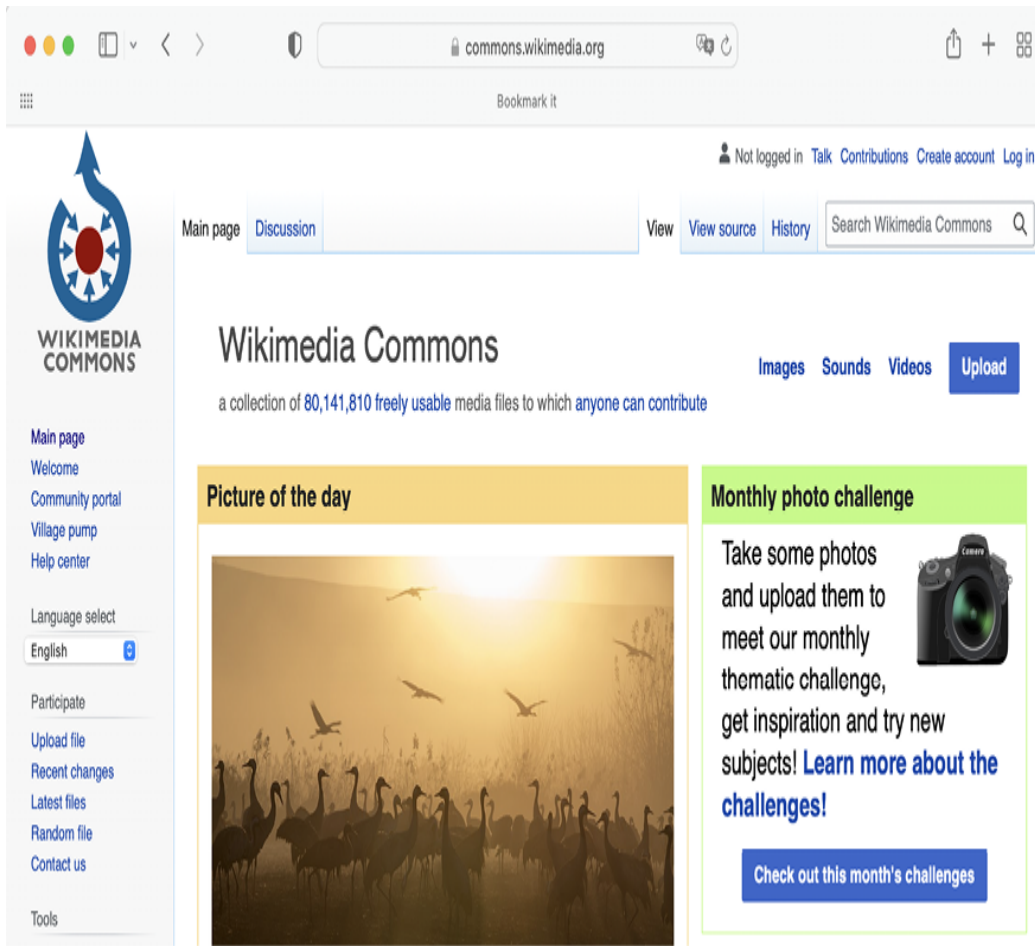 commons.wikimedia.org
Bookmark it
Not logged in Talk Contributions Create account Log in
Main page Discussion View View source History Search Wikimedia Commons
WIKIMEDIA
COMMONS
Wikimedia Commons
Images Sounds Videos Upload
a collection of 80,141,810 freely usable media files to which anyone can contribute
Main page
Welcome
Community portal
Village pump
Help center
Language select
English
Participate
Upload file
Recent changes
Latest files
Random file
Contact us
Tools
Picture of the day
Monthly photo challenge
Camera
Take some photos
and upload them to
meet our monthly
thematic challenge,
get inspiration and try new
subjects! Learn more about the
challenges!
Check out this month's challenges